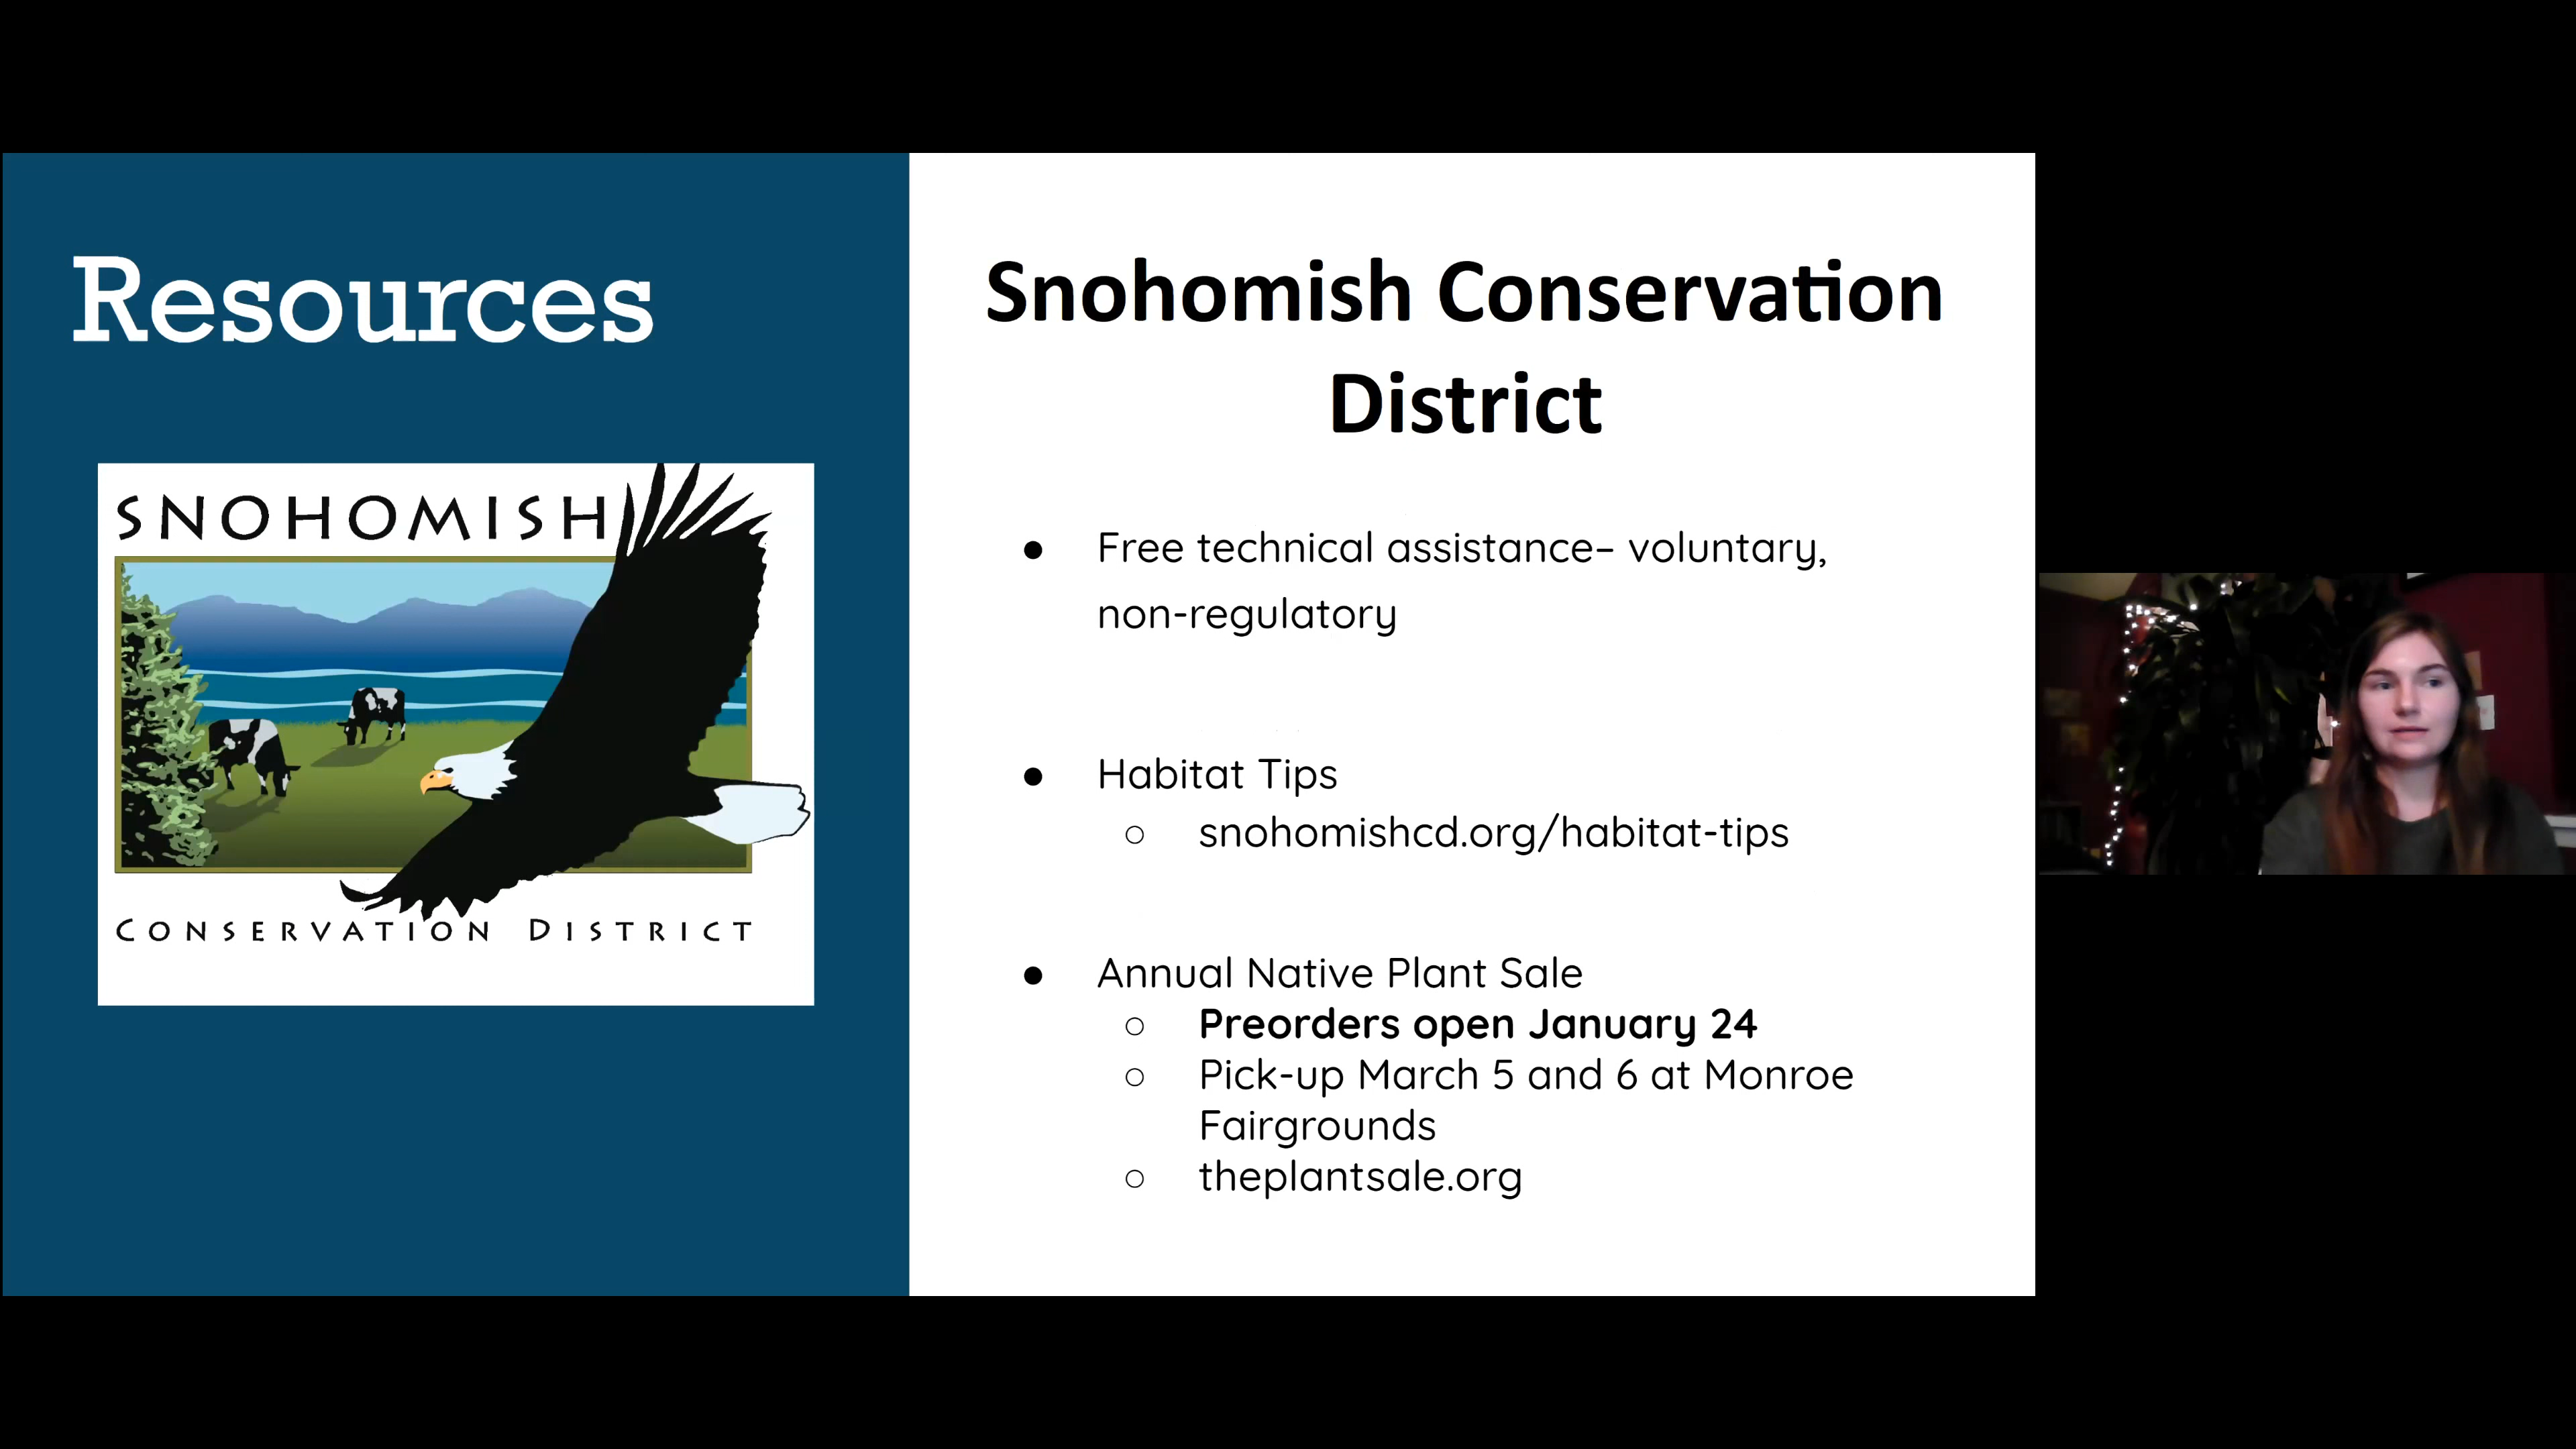 Resources
SNOHOMISH
CONSERVATION DISTRICT
Snohomish Conservation
District
● Free technical assistance– voluntary,
non-regulatory
● Habitat Tips
○ snohomishcd.org/habitat-tips
● Annual Native Plant Sale
○ Preorders open January 24
○ Pick-up March 5 and 6 at Monroe
Fairgrounds
○ theplantsale.org